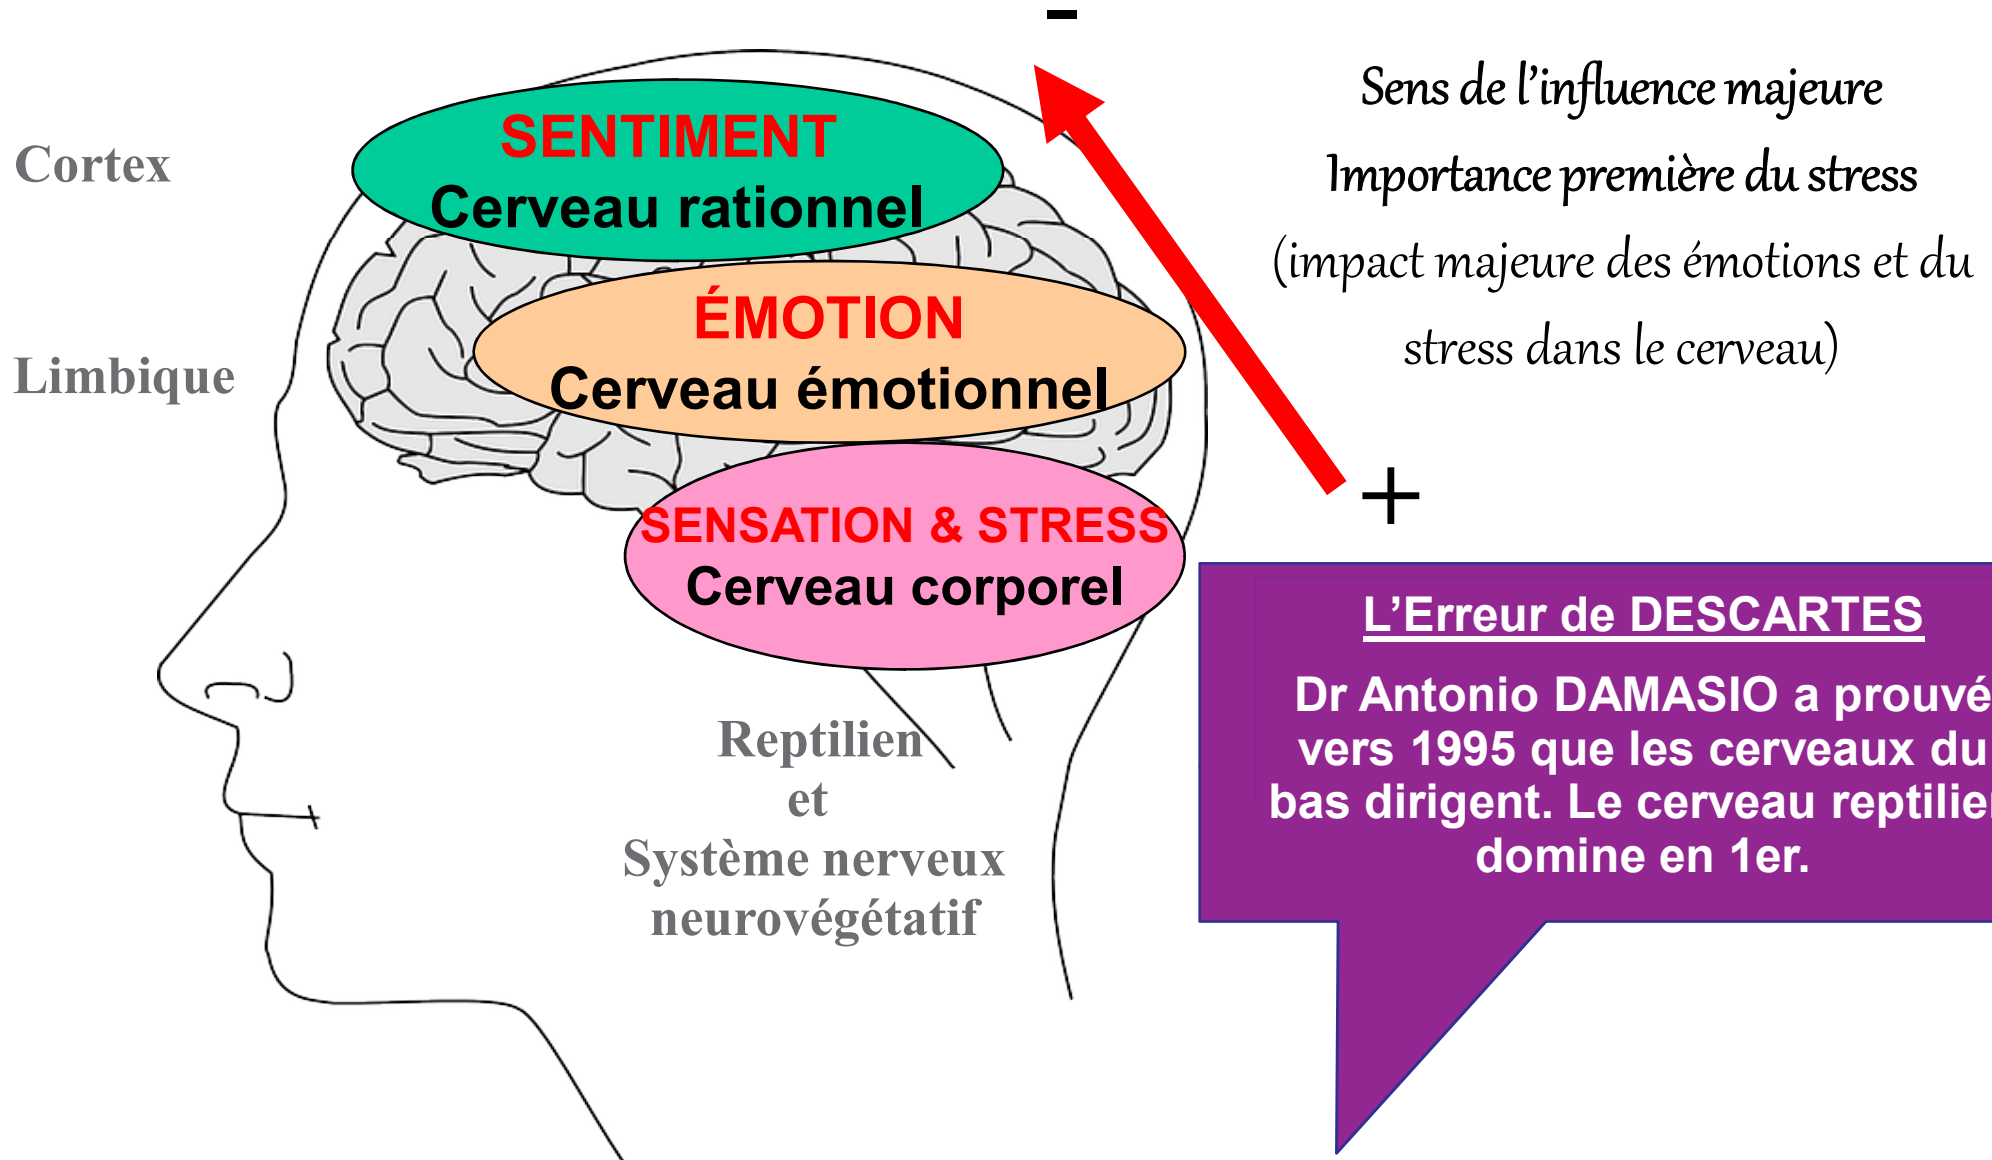 -
Sens de l’influence majeure
Importance première du stress
(impact majeure des émotions et du
stress dans le cerveau)
+
Cortex
SENTIMENT
Cerveau rationnel
Limbique
ÉMOTION
Cerveau émotionnel
SENSATION & STRESS
Cerveau corporel
Reptilien
et
Système nerveux
neurovégétatif
L’Erreur de DESCARTES
Dr Antonio DAMASIO a prouvé
vers 1995 que les cerveaux du
bas dirigent. Le cerveau reptilien
domine en 1er.